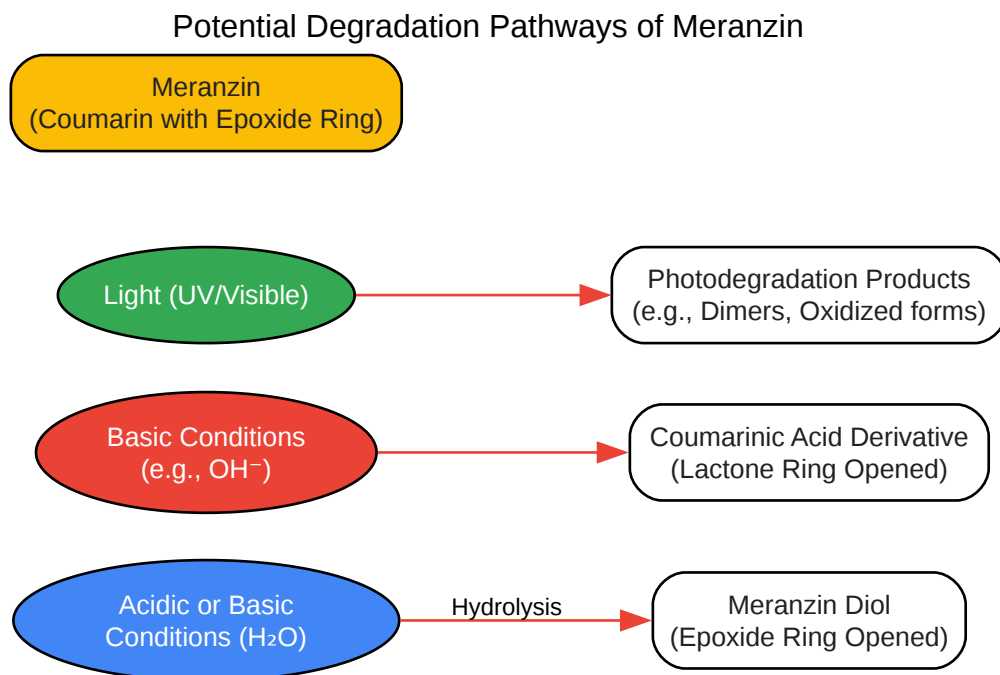 Potential Degradation Pathways of Meranzin
Meranzin
(Coumarin with Epoxide Ring)
Light (UV/Visible)
Photodegradation Products
(e.g., Dimers, Oxidized forms)
Basic Conditions
(e.g., OH⁻)
Coumarinic Acid Derivative
(Lactone Ring Opened)
Acidic or Basic
Conditions (H₂O)
Hydrolysis
Meranzin Diol
(Epoxide Ring Opened)